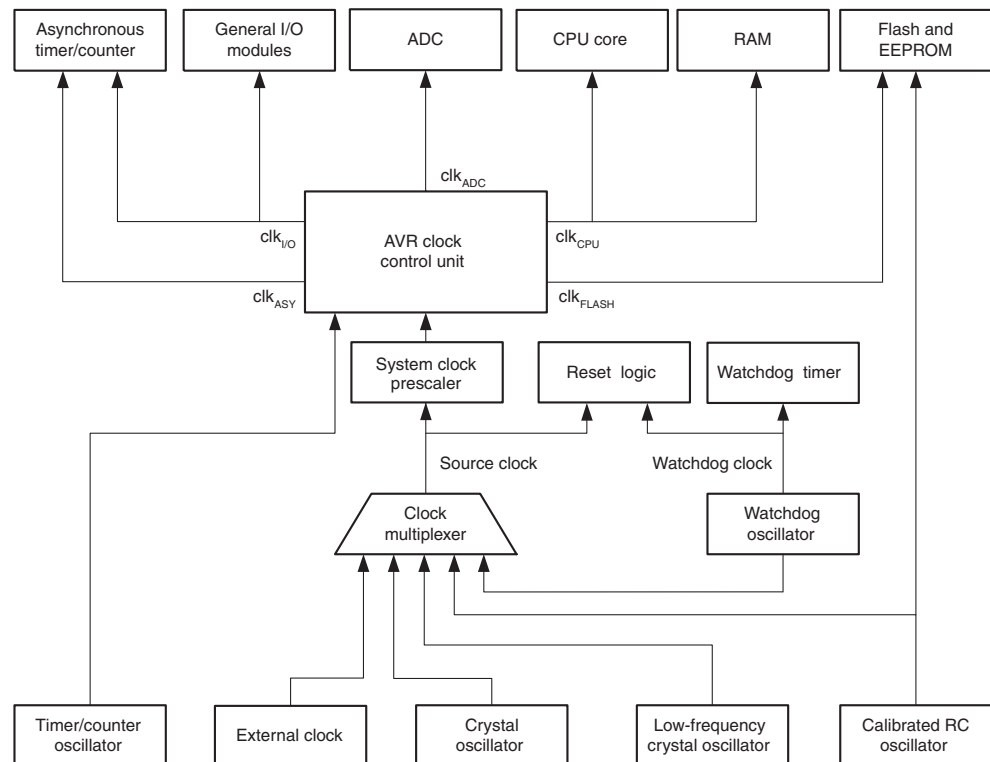 Asynchronous
timer/counter
General I/O
modules
ADC
CPU core
RAM
Flash and
EEPROM
clkADC
clkI/O
AVR clock
control unit
clkCPU
clkASY
clkFLASH
System clock
prescaler
Reset logic
Watchdog timer
Source clock
Watchdog clock
Clock
multiplexer
Watchdog
oscillator
Timer/counter
oscillator
External clock
Crystal
oscillator
Low-frequency
crystal oscillator
Calibrated RC
oscillator